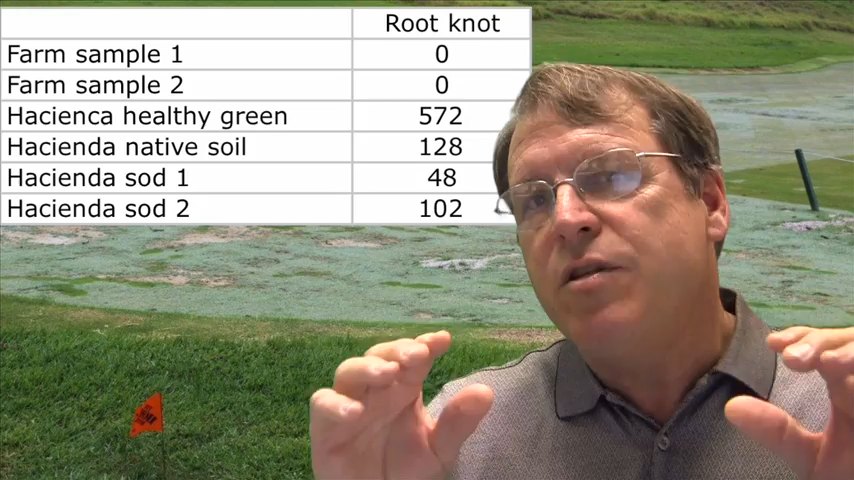 Root knot
Farm sample 1 0
Farm sample 2 0
Hacienca healthy green 572
Hacienda native soil 128
Hacienda sod 1 48
Hacienda sod 2 102